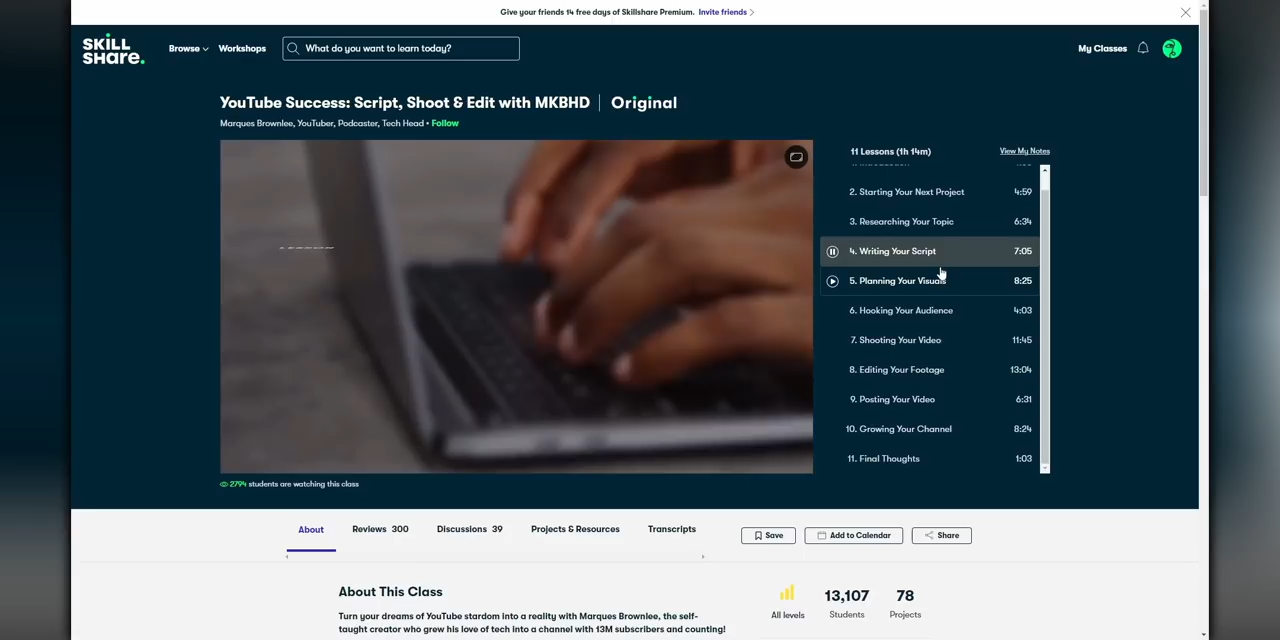 Give your friends 14 free days of Skillshare Premium. Invite friends
SKILL
SHARE.
Browse
Workshops
What do you want to learn today?
My Classes
YouTube Success: Script, Shoot & Edit with MKBHD | Original
Marques Brownlee, YouTuber, Podcaster, Tech Head • Follow
11 Lessons (1h 14m)
View My Notes
2. Starting Your Next Project 4:59
3. Researching Your Topic 6:34
4. Writing Your Script 7:05
5. Planning Your Visuals 8:25
6. Hooking Your Audience 4:03
7. Shooting Your Video 11:45
8. Editing Your Footage 13:04
9. Posting Your Video 6:31
10. Growing Your Channel 8:24
11. Final Thoughts 1:03
2794 students are watching this class
About
Reviews 300
Discussions 39
Projects & Resources
Transcripts
Save
Add to Calendar
Share
About This Class
Turn your dreams of YouTube stardom into a reality with Marques Brownlee, the self-
taught creator who grew his love of tech into a channel with 13M subscribers and counting!
All levels
13,107
Students
78
Projects